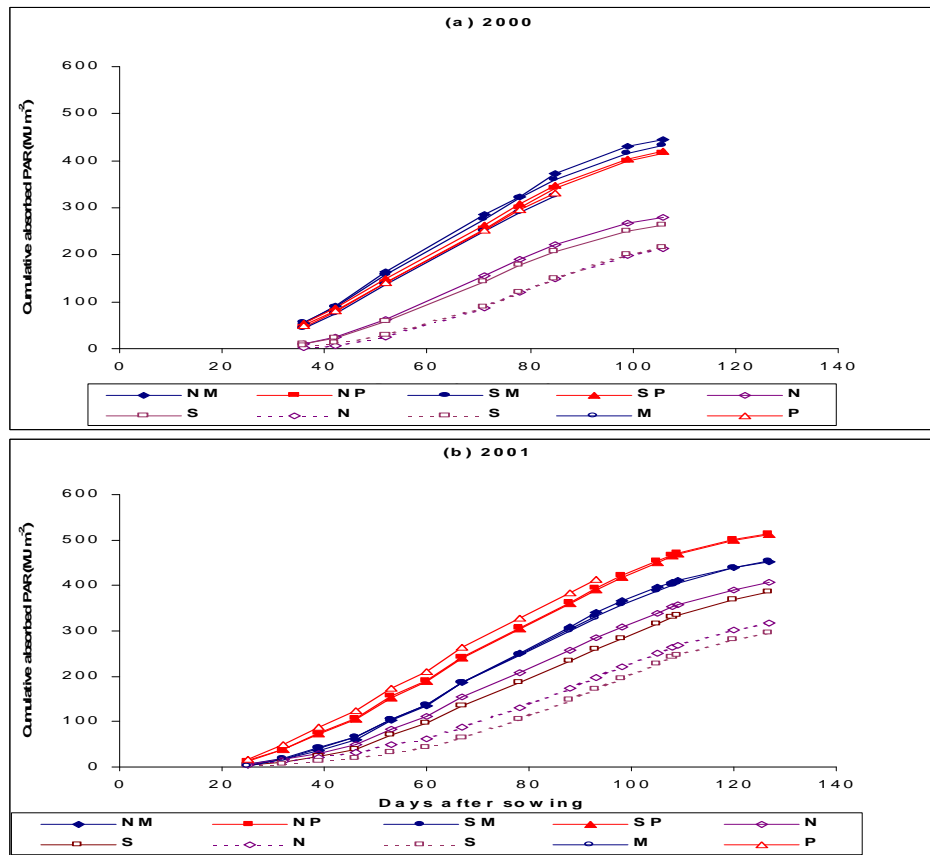 (a) 2000
Cumulative absorbed PAR (MJ m-2)
600
500
400
300
200
100
0
0 20 40 60 80 100 120 140
NM NP SM SP N
S N S M P
(b) 2001
Cumulative absorbed PAR (MJ m-2)
600
500
400
300
200
100
0
0 20 40 60 80 100 120 140
Days after sowing
NM NP SM SP N
S N S M P